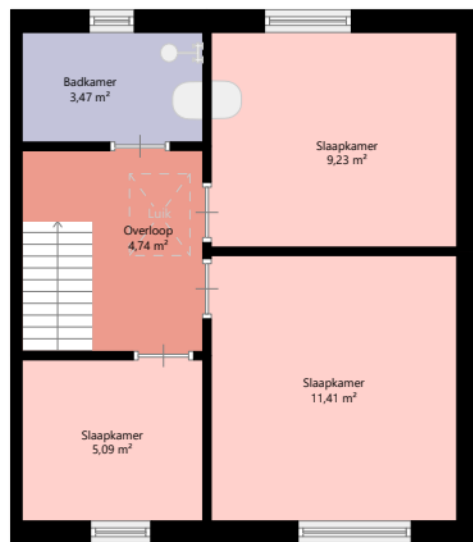 Badkamer
3,47 m²
Slaapkamer
9,23 m²
Luik
Overloop
4,74 m²
Slaapkamer
11,41 m²
Slaapkamer
5,09 m²